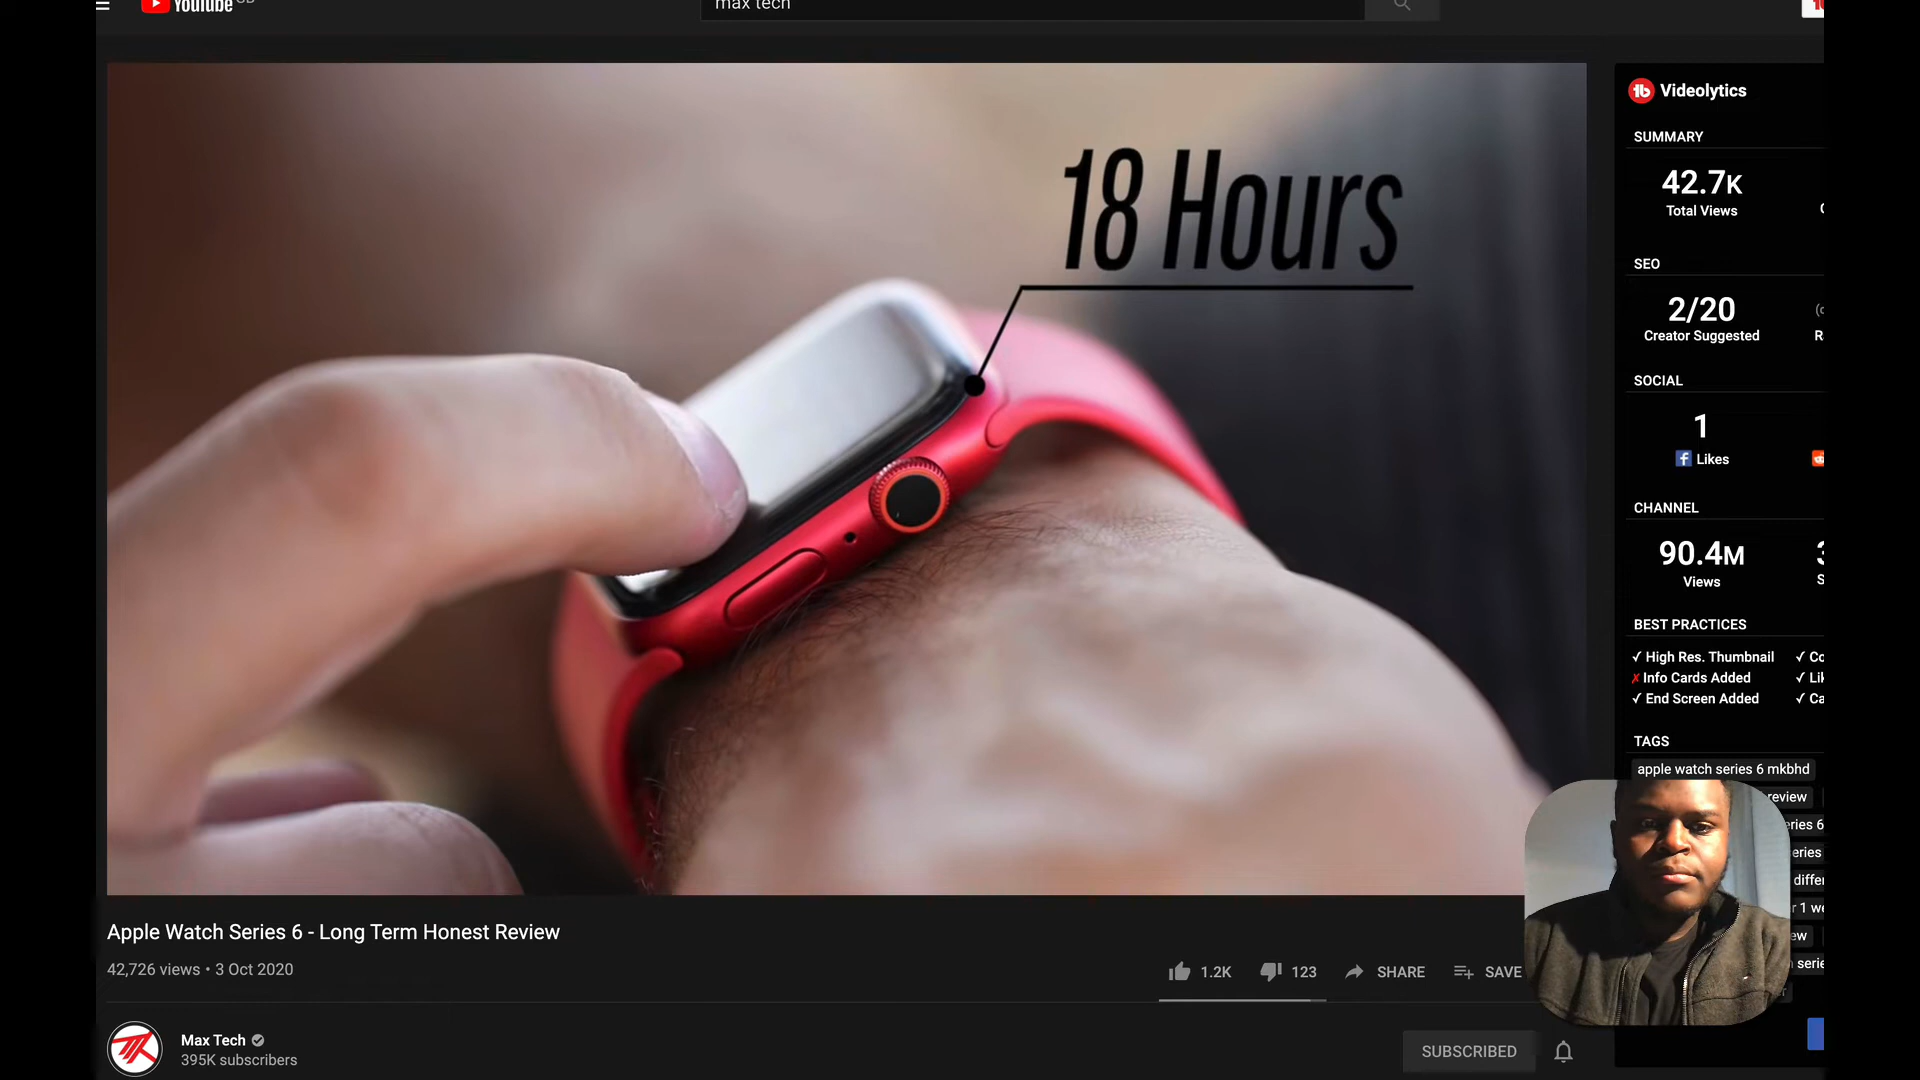 YouTube
max tech
18 Hours
Videolytics
SUMMARY
42.7K
Total Views
SEO
2/20
Creator Suggested
SOCIAL
1
Likes
CHANNEL
90.4M
Views
BEST PRACTICES
✓ High Res. Thumbnail
✗ Info Cards Added
✓ End Screen Added
TAGS
apple watch series 6 mkbhd
review
Apple Watch Series 6 - Long Term Honest Review
42,726 views • 3 Oct 2020
1.2K 123 SHARE SAVE
Max Tech
395K subscribers
SUBSCRIBED